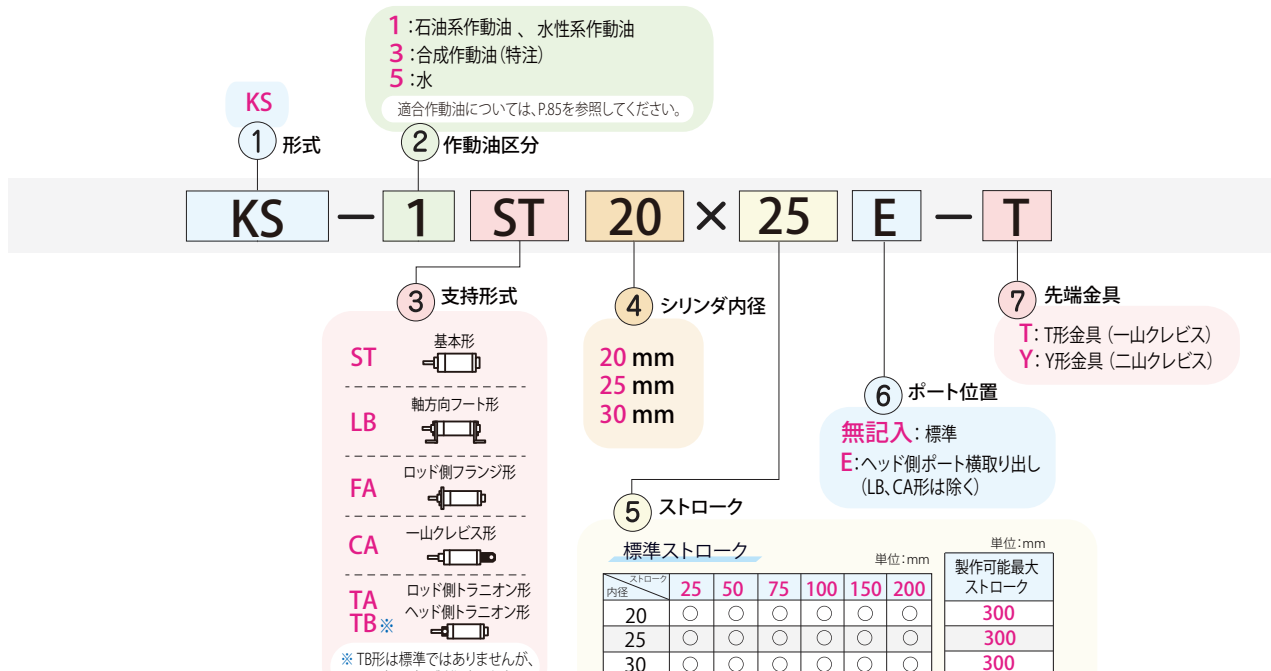 1:石油系作動油 、 水性系作動油
3:合成作動油(特注)
5:水
適合作動油については、P.85を参照してください。
KS
① 形式
② 作動油区分
KS − 1 ST 20 × 25 E − T
③ 支持形式
ST 基本形
LB 軸方向フート形
FA ロッド側フランジ形
CA 一山クレビス形
TA ロッド側トラニオン形
TB※ ヘッド側トラニオン形
※ TB形は標準ではありませんが、
④ シリンダ内径
20 mm
25 mm
30 mm
⑤ ストローク
標準ストローク
単位:mm
ストローク
内径 25 50 75 100 150 200
20 ○ ○ ○ ○ ○ ○
25 ○ ○ ○ ○ ○ ○
30 ○ ○ ○ ○ ○ ○
単位:mm
製作可能最大
ストローク
300
300
300
⑥ ポート位置
無記入:標準
E:ヘッド側ポート横取り出し
(LB、CA形は除く)
⑦ 先端金具
T:T形金具(一山クレビス)
Y:Y形金具(二山クレビス)